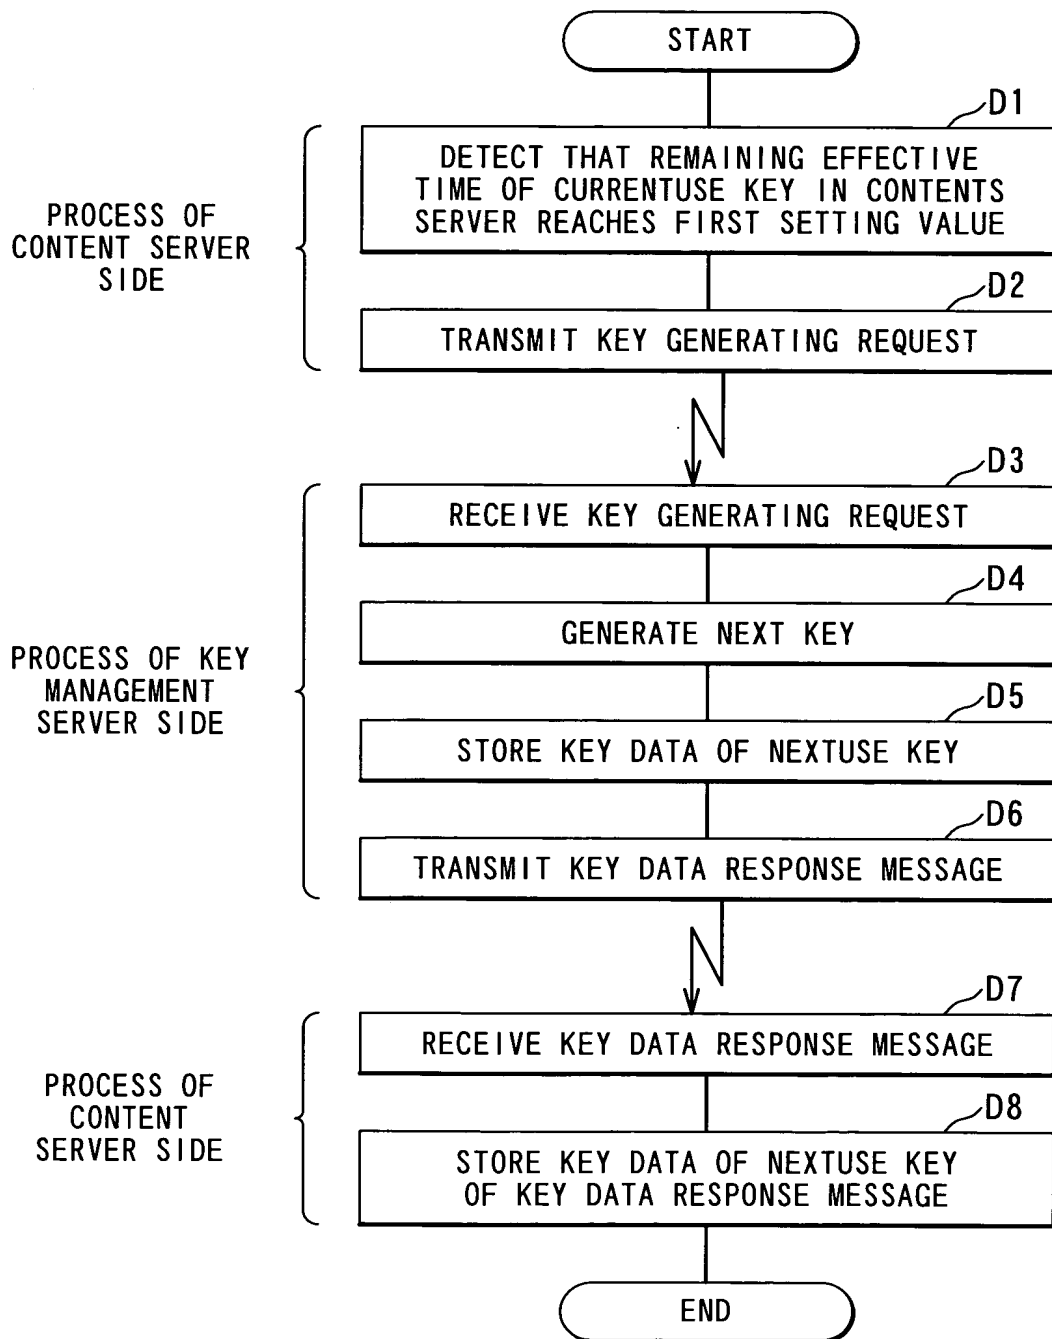 START
D1
DETECT THAT REMAINING EFFECTIVE
TIME OF CURRENTUSE KEY IN CONTENTS
SERVER REACHES FIRST SETTING VALUE
PROCESS OF
CONTENT SERVER
SIDE
D2
TRANSMIT KEY GENERATING REQUEST
D3
RECEIVE KEY GENERATING REQUEST
D4
GENERATE NEXT KEY
PROCESS OF KEY
MANAGEMENT
SERVER SIDE
D5
STORE KEY DATA OF NEXTUSE KEY
D6
TRANSMIT KEY DATA RESPONSE MESSAGE
D7
RECEIVE KEY DATA RESPONSE MESSAGE
PROCESS OF
CONTENT
SERVER SIDE
D8
STORE KEY DATA OF NEXTUSE KEY
OF KEY DATA RESPONSE MESSAGE
END